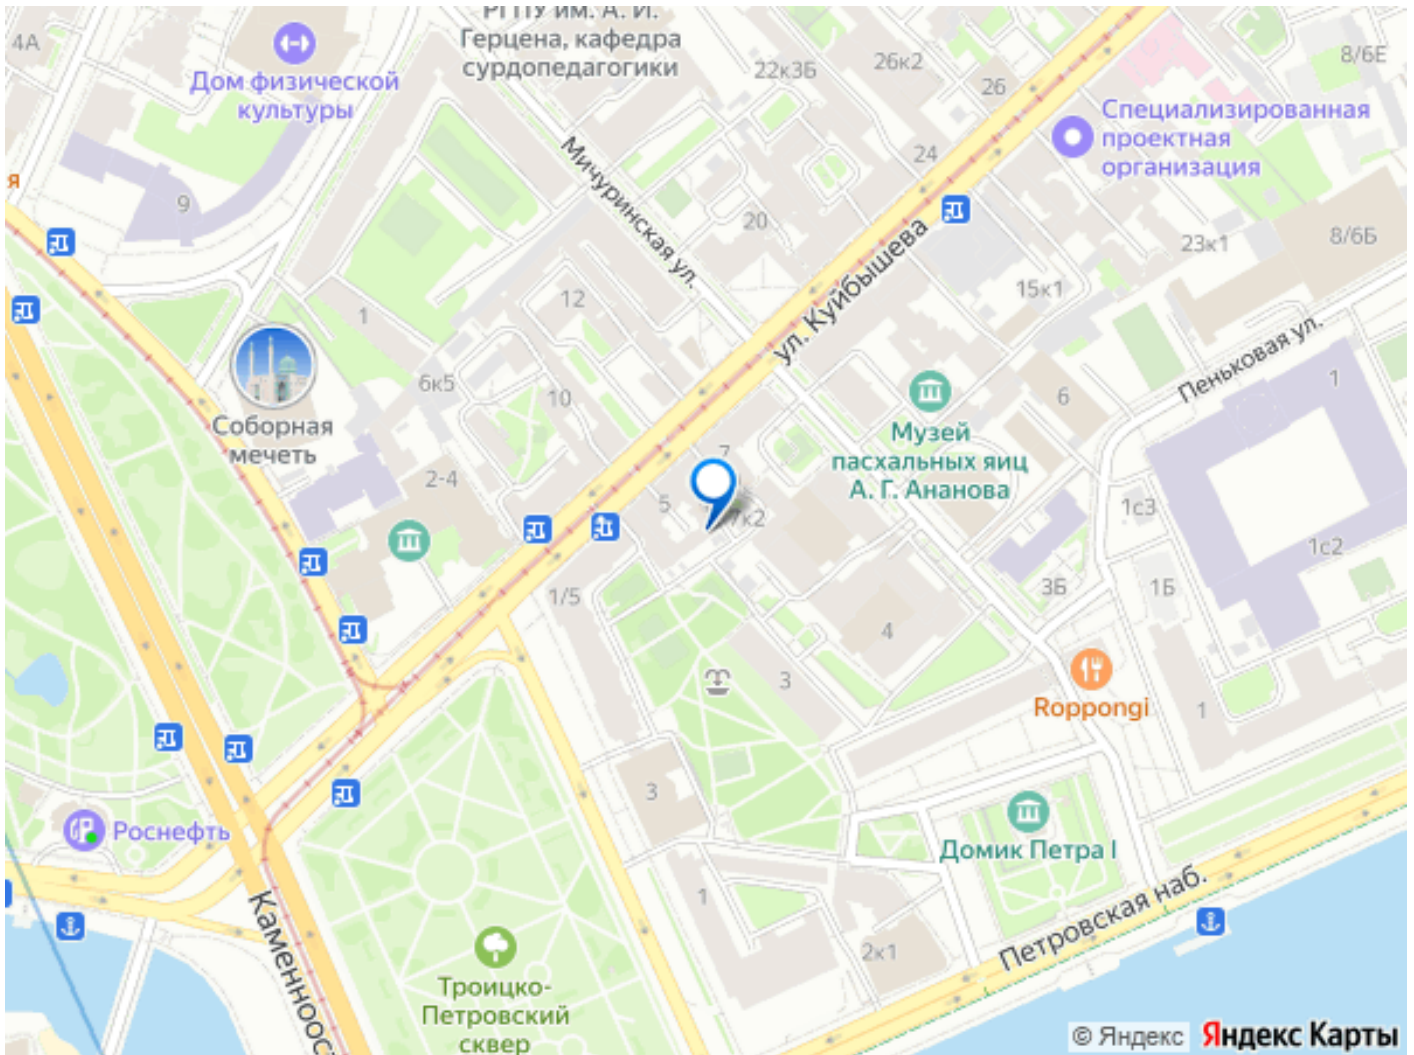 РГПУ им. А. И.
Герцена, кафедра
сурдопедагогики
4А
Дом физической
культуры
22к3Б
26к2
26
8/6Е
Специализированная
проектная
организация
24
я
9
Мичуринская ул.
20
ул. Куйбышева
23к1
8/6Б
15к1
12
1
Пеньковая ул.
6к5
10
6
1
Соборная
мечеть
Музей
пасхальных яиц
А. Г. Ананова
2-4
7
5
7к2
1с3
1с2
1/5
3Б
1Б
4
3
Roppongi
1
3
Роснефть
Домик Петра I
Каменноос
1
Петровская наб.
2к1
Троицко-
Петровский
сквер
© Яндекс
Яндекс Карты